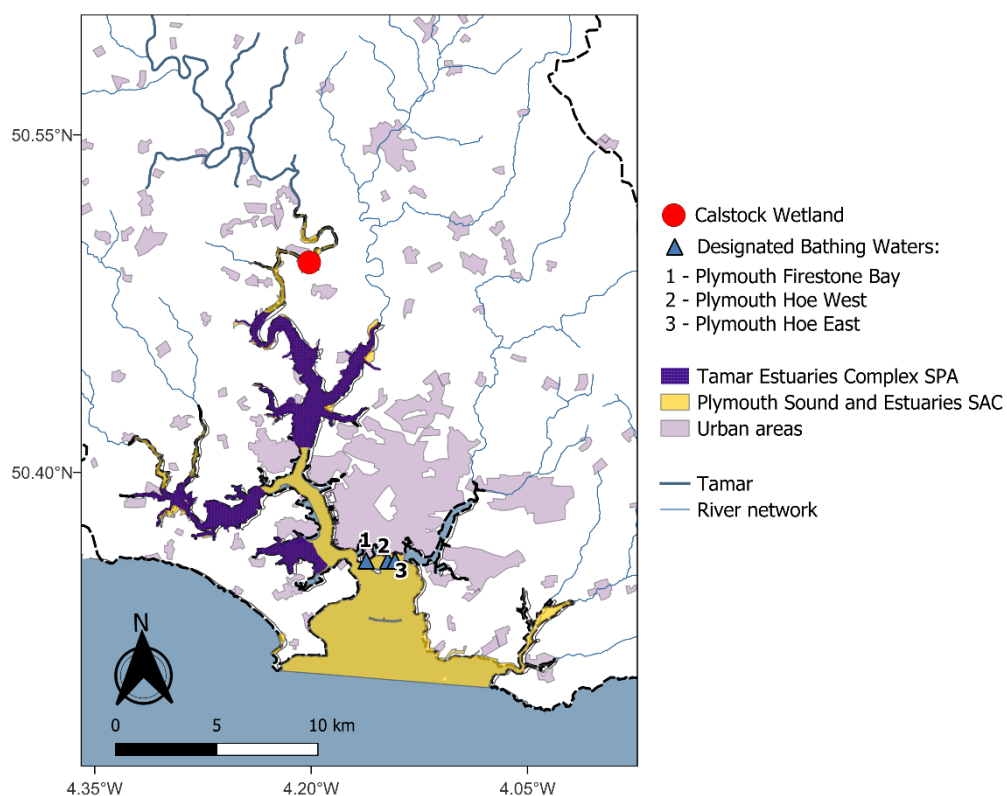 50.55°N
50.40°N
1
2
3
N
0 5 10 km
4.35°W 4.20°W 4.05°W
Calstock Wetland
Designated Bathing Waters:
1 - Plymouth Firestone Bay
2 - Plymouth Hoe West
3 - Plymouth Hoe East
Tamar Estuaries Complex SPA
Plymouth Sound and Estuaries SAC
Urban areas
Tamar
River network